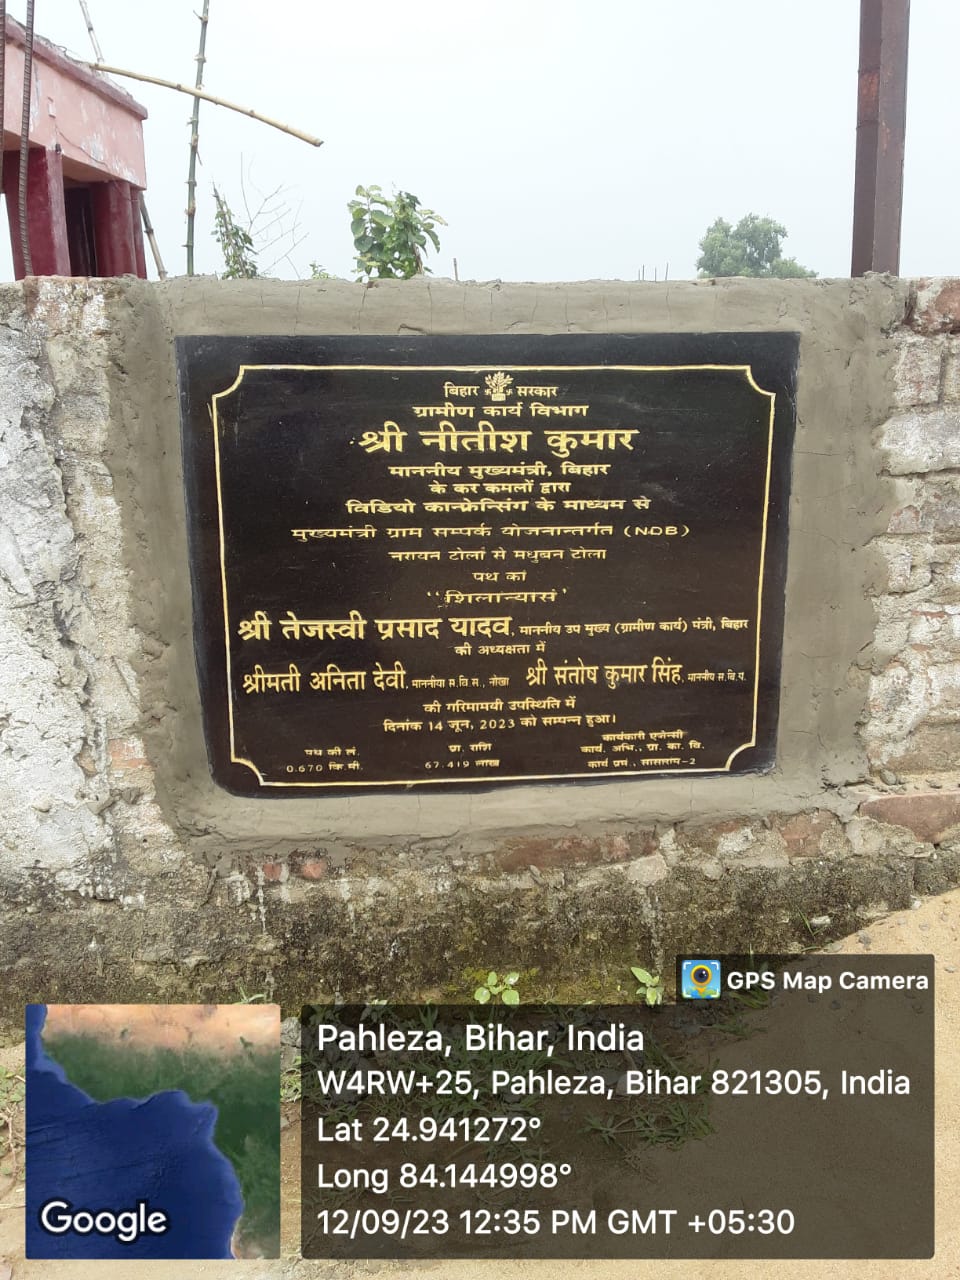 बिहार सरकार
ग्रामीण कार्य विभाग
श्री नीतीश कुमार
माननीय मुख्यमंत्री, बिहार
के कर कमलों द्वारा
विडियो कान्फ्रेन्सिंग के माध्यम से
मुख्यमंत्री ग्राम सम्पर्क योजनान्तर्गत (NDB)
नरायन टोला से मधुबन टोला
पथ का
"शिलान्यास"
श्री तेजस्वी प्रसाद यादव, माननीय उप मुख्य (ग्रामीण कार्य) मंत्री, बिहार
की अध्यक्षता में
श्रीमती अनिता देवी, माननीया स.वि.स., नोखा श्री संतोष कुमार सिंह, माननीय स.वि.प.
की गरिमामयी उपस्थिति में
दिनांक 14 जून, 2023 को सम्पन्न हुआ।
पथ की लं. प्रा. राशि कार्यकारी एजेन्सी
0.670 कि.मी. 67.419 लाख कार्य. अभि., ग्रा. का. वि.
कार्य प्रमं., सासाराम-2
GPS Map Camera
Pahleza, Bihar, India
W4RW+25, Pahleza, Bihar 821305, India
Lat 24.941272°
Long 84.144998°
12/09/23 12:35 PM GMT +05:30
Google